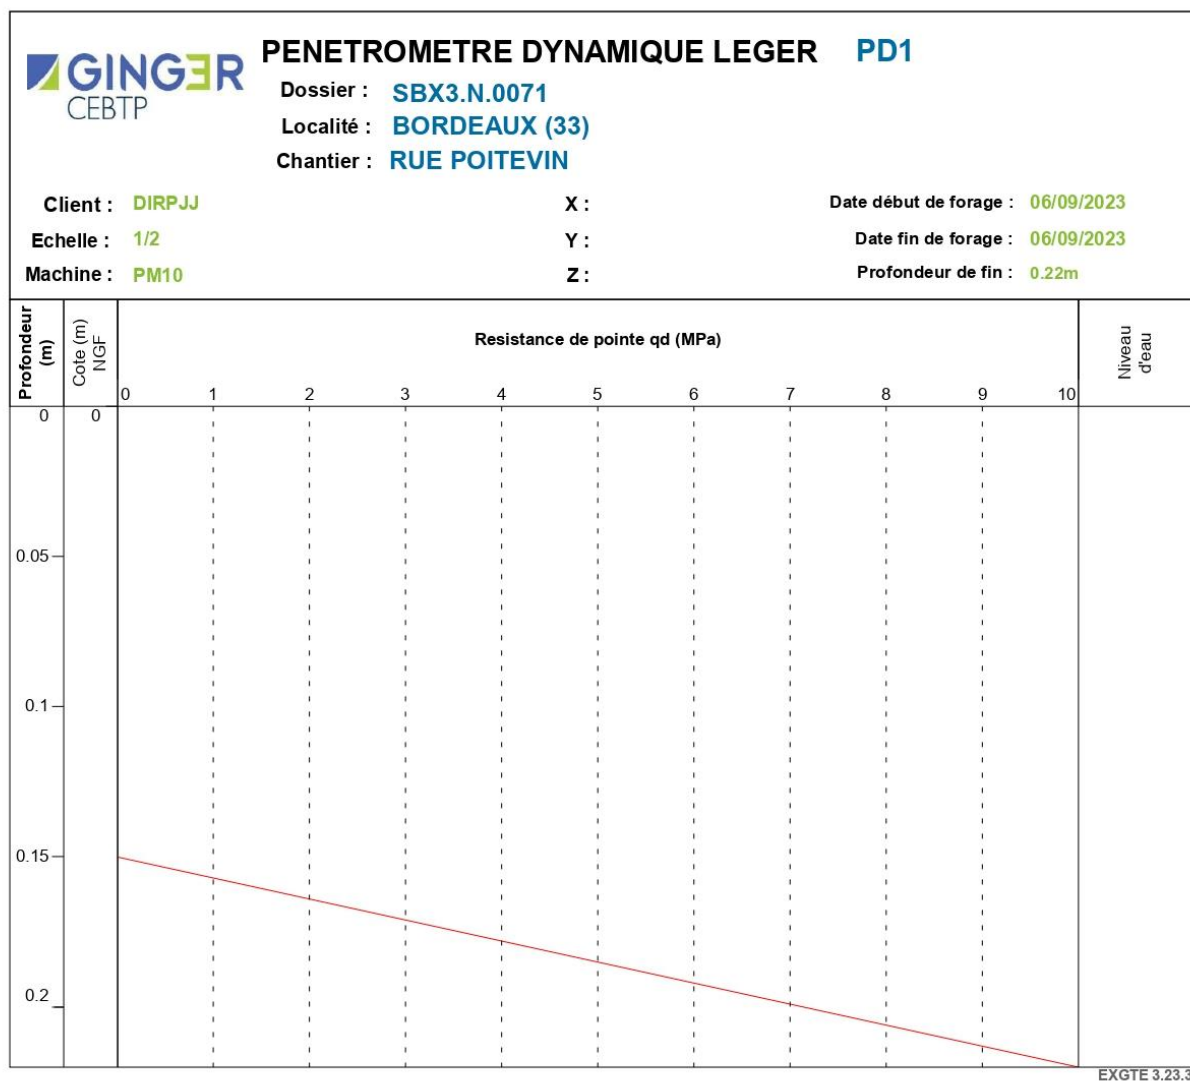 GINGER
CEBTP
PENETROMETRE DYNAMIQUE LEGER PD1
Dossier : SBX3.N.0071
Localité : BORDEAUX (33)
Chantier : RUE POITEVIN
Client : DIRPJJ X : Date début de forage : 06/09/2023
Echelle : 1/2 Y : Date fin de forage : 06/09/2023
Machine : PM10 Z : Profondeur de fin : 0.22m
Profondeur
(m)
Cote (m)
NGF
Resistance de pointe qd (MPa)
Niveau
d'eau
0 1 2 3 4 5 6 7 8 9 10
0 0
0.05
0.1
0.15
0.2
EXGTE 3.23.3